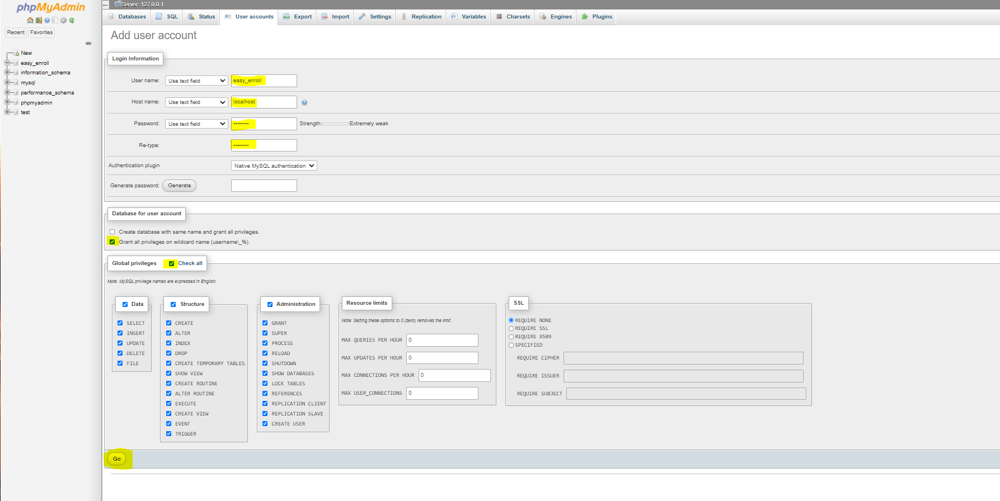 phpMyAdmin
Recent Favorites
New
easy_enroll
information_schema
mysql
performance_schema
phpmyadmin
test
Server: 127.0.0.1
Databases SQL Status User accounts Export Import Settings Replication Variables Charsets Engines Plugins
Add user account
Login Information
User name: Use text field easy_enroll
Host name: Use text field localhost
Password: Use text field •••••••• Strength: Extremely weak
Re-type: ••••••••
Authentication plugin Native MySQL authentication
Generate password: Generate
Database for user account
Create database with same name and grant all privileges.
Grant all privileges on wildcard name (username\_%).
Global privileges Check all
Note: MySQL privilege names are expressed in English.
Data
SELECT
INSERT
UPDATE
DELETE
FILE
Structure
CREATE
ALTER
INDEX
DROP
CREATE TEMPORARY TABLES
SHOW VIEW
CREATE ROUTINE
ALTER ROUTINE
EXECUTE
CREATE VIEW
EVENT
TRIGGER
Administration
GRANT
SUPER
PROCESS
RELOAD
SHUTDOWN
SHOW DATABASES
LOCK TABLES
REFERENCES
REPLICATION CLIENT
REPLICATION SLAVE
CREATE USER
Resource limits
Note: Setting these options to 0 (zero) removes the limit.
MAX QUERIES PER HOUR 0
MAX UPDATES PER HOUR 0
MAX CONNECTIONS PER HOUR 0
MAX USER_CONNECTIONS 0
SSL
REQUIRE NONE
REQUIRE SSL
REQUIRE X509
SPECIFIED
REQUIRE CIPHER
REQUIRE ISSUER
REQUIRE SUBJECT
Go